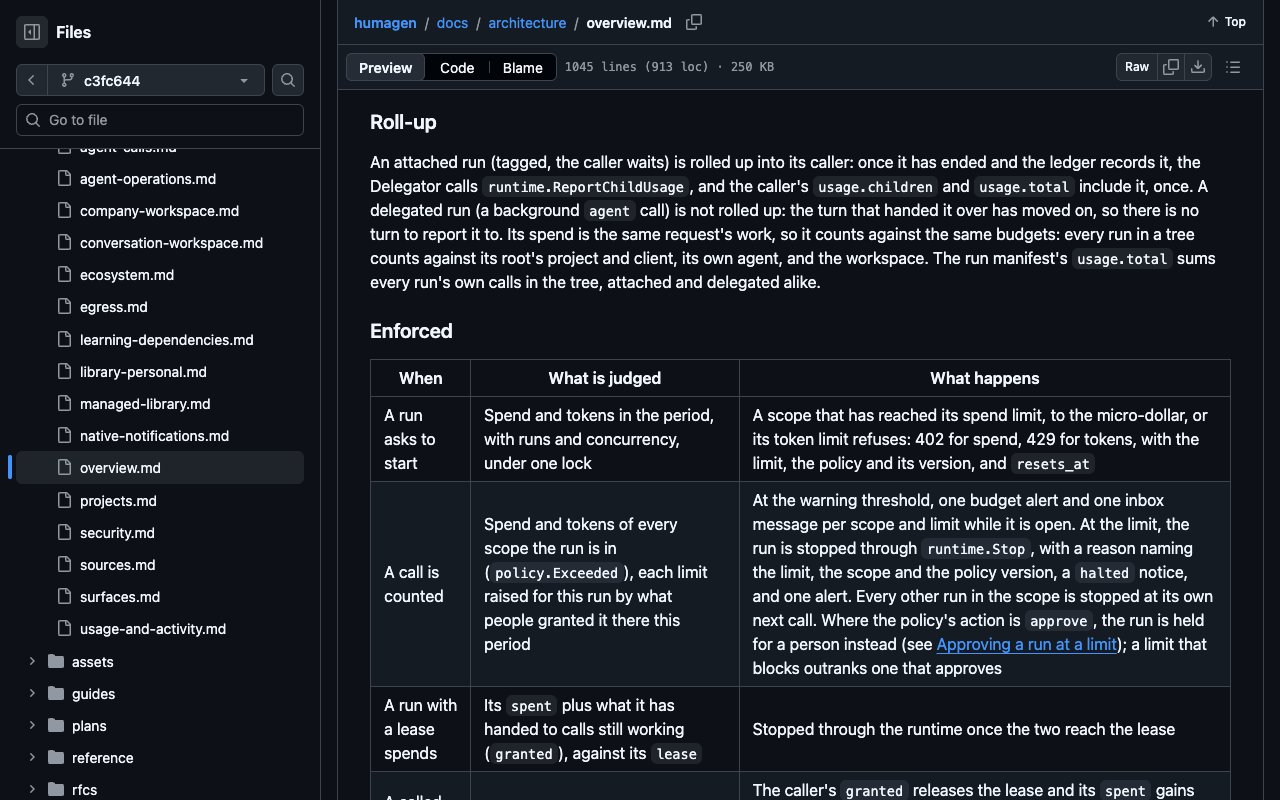 Files
c3fc644
Go to file
agent-calls.md
agent-operations.md
company-workspace.md
conversation-workspace.md
ecosystem.md
egress.md
learning-dependencies.md
library-personal.md
managed-library.md
native-notifications.md
overview.md
projects.md
security.md
sources.md
surfaces.md
usage-and-activity.md
assets
guides
plans
reference
rfcs
humagen / docs / architecture / overview.md
Top
Preview Code Blame 1045 lines (913 loc) · 250 KB
Raw
Roll-up
An attached run (tagged, the caller waits) is rolled up into its caller: once it has ended and the ledger records it, the
Delegator calls runtime.ReportChildUsage, and the caller's usage.children and usage.total include it, once. A
delegated run (a background agent call) is not rolled up: the turn that handed it over has moved on, so there is no
turn to report it to. Its spend is the same request's work, so it counts against the same budgets: every run in a tree
counts against its root's project and client, its own agent, and the workspace. The run manifest's usage.total sums
every run's own calls in the tree, attached and delegated alike.
Enforced
When What is judged What happens
A run
asks to
start
Spend and tokens in the period,
with runs and concurrency,
under one lock
A scope that has reached its spend limit, to the micro-dollar, or
its token limit refuses: 402 for spend, 429 for tokens, with the
limit, the policy and its version, and resets_at
A call is
counted
Spend and tokens of every
scope the run is in
(policy.Exceeded), each limit
raised for this run by what
people granted it there this
period
At the warning threshold, one budget alert and one inbox
message per scope and limit while it is open. At the limit, the
run is stopped through runtime.Stop, with a reason naming
the limit, the scope and the policy version, a halted notice,
and one alert. Every other run in the scope is stopped at its own
next call. Where the policy's action is approve, the run is held
for a person instead (see Approving a run at a limit); a limit that
blocks outranks one that approves
A run with
a lease
spends
Its spent plus what it has
handed to calls still working
(granted), against its lease
Stopped through the runtime once the two reach the lease
A called
The caller's granted releases the lease and its spent gains